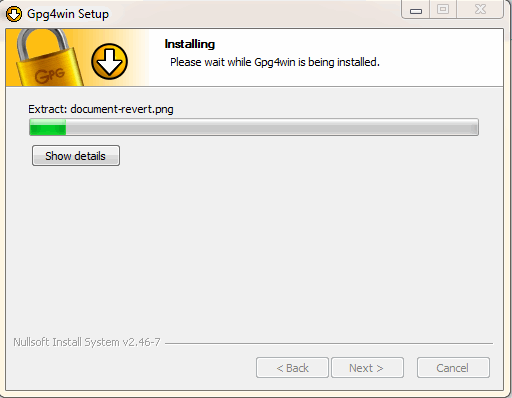 Gpg4win Setup
GPG
Installing
Please wait while Gpg4win is being installed.
Extract: document-revert.png
Show details
Nullsoft Install System v2.46-7
< Back
Next >
Cancel